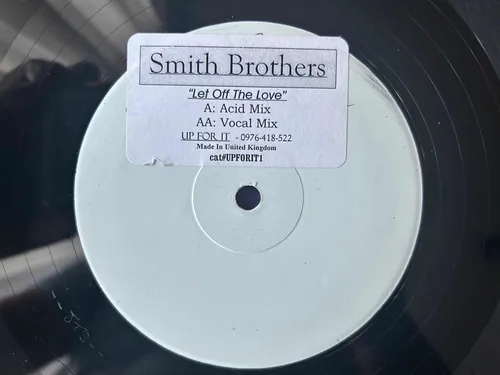 Smith Brothers
"Let Off The Love"
A: Acid Mix
AA: Vocal Mix
UP FOR IT - 0976-418-522
Made In United Kingdom
cat#UPFORIT1